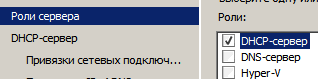 Роли сервера
DHCP-сервер
Привязки сетевых подключ...
Роли:
DHCP-сервер
DNS-сервер
Hyper-V